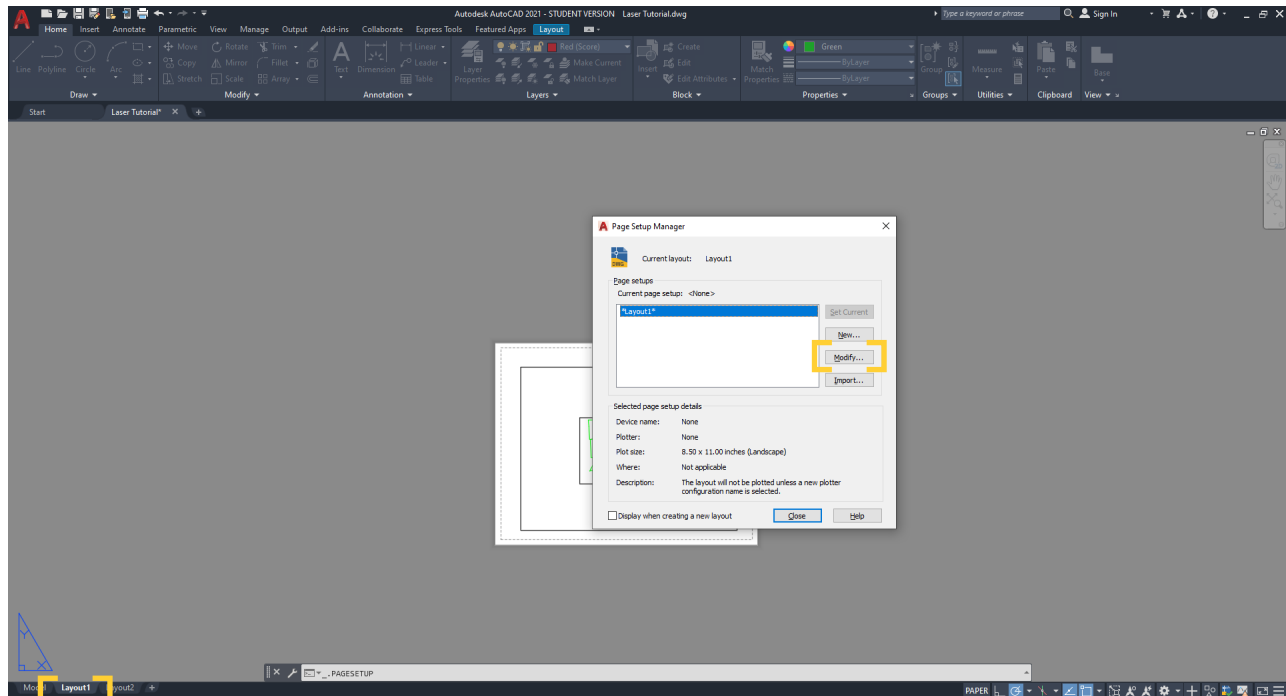 Autodesk AutoCAD 2021 - STUDENT VERSION Laser Tutorial.dwg
Type a keyword or phrase
Sign In
Home Insert Annotate Parametric View Manage Output Add-ins Collaborate Express Tools Featured Apps Layout
Line Polyline Circle Arc
Move Rotate Trim
Copy Mirror Fillet
Stretch Scale Array
Text Dimension
Linear
Leader
Table
Layer Properties
Red (Score)
Make Current
Match Layer
Insert
Create
Edit
Edit Attributes
Match Properties
Green
ByLayer
ByLayer
Group
Measure
Paste
Base
Draw Modify Annotation Layers Block Properties Groups Utilities Clipboard View
Start Laser Tutorial*
Page Setup Manager
Current layout: Layout1
Page setups
Current page setup: <None>
*Layout1*
Set Current
New...
Modify...
Import...
Selected page setup details
Device name: None
Plotter: None
Plot size: 8.50 x 11.00 inches (Landscape)
Where: Not applicable
Description: The layout will not be plotted unless a new plotter
configuration name is selected.
Display when creating a new layout
Close Help
Y
X
_.PAGESETUP
Layout1
PAPER